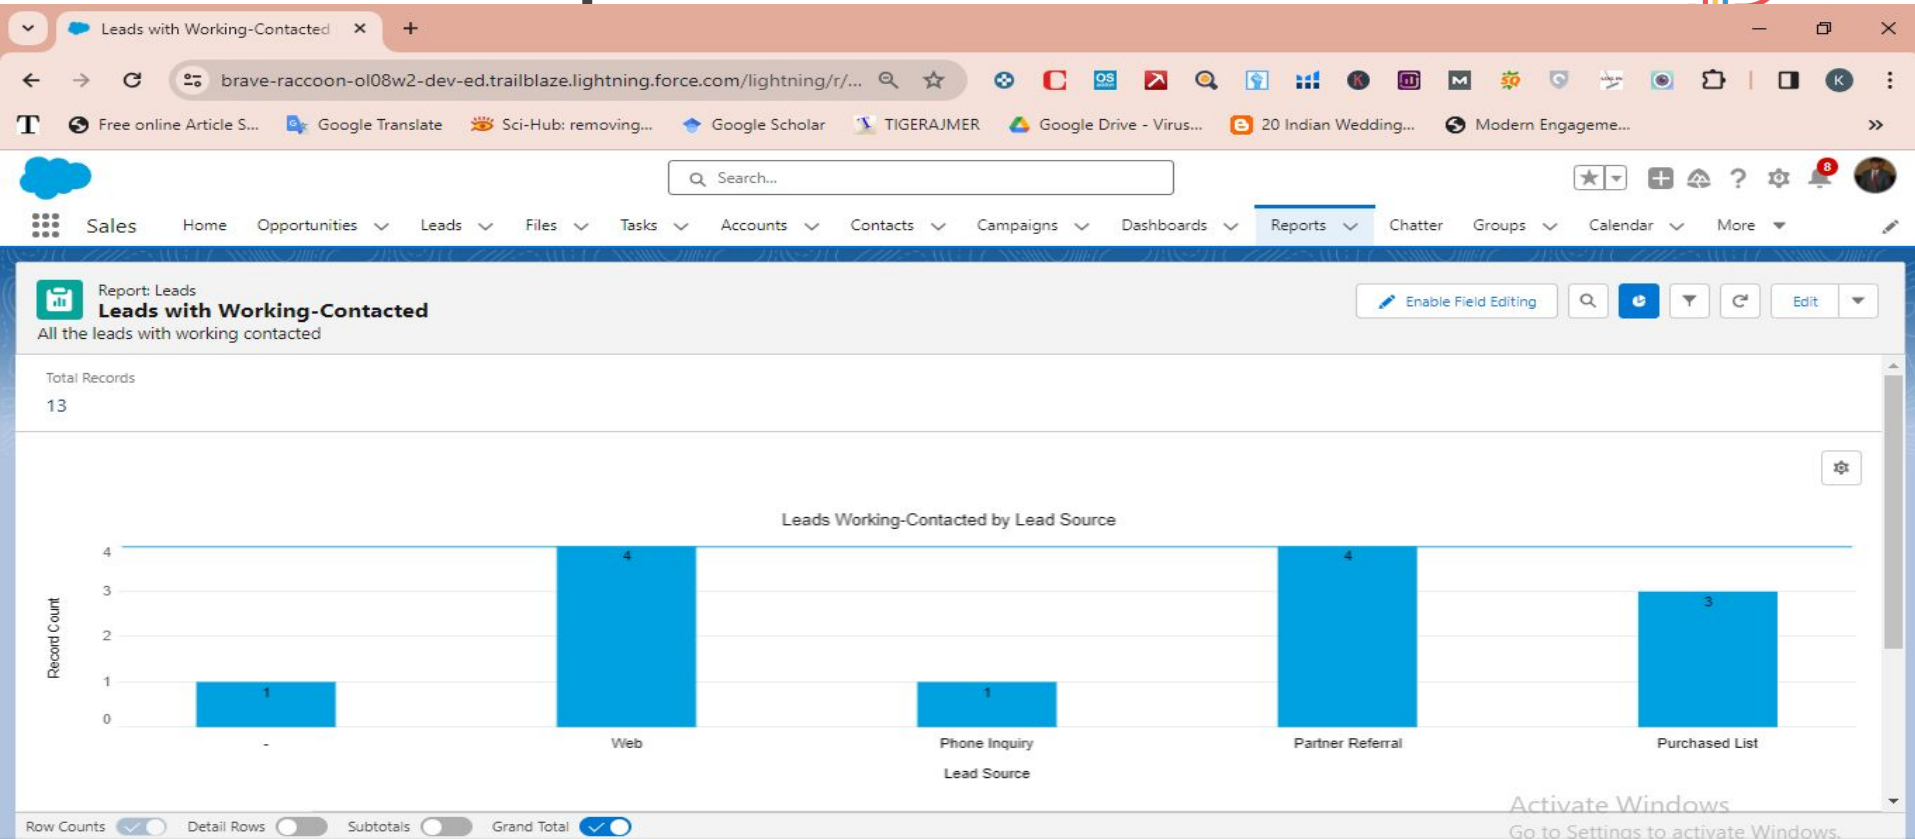 Leads with Working-Contacted
brave-raccoon-ol08w2-dev-ed.trailblaze.lightning.force.com/lightning/r/...
Free online Article S... Google Translate Sci-Hub: removing... Google Scholar TIGERAJMER Google Drive - Virus... 20 Indian Wedding... Modern Engageme... »
Search...
8
Sales Home Opportunities Leads Files Tasks Accounts Contacts Campaigns Dashboards Reports Chatter Groups Calendar More
Report: Leads
Leads with Working-Contacted
All the leads with working contacted
Enable Field Editing Edit
Total Records
13
Leads Working-Contacted by Lead Source
Record Count
4
3
2
1
0
1 4 1 4 3
- Web Phone Inquiry Partner Referral Purchased List
Lead Source
Activate Windows
Go to Settings to activate Windows.
Row Counts Detail Rows Subtotals Grand Total